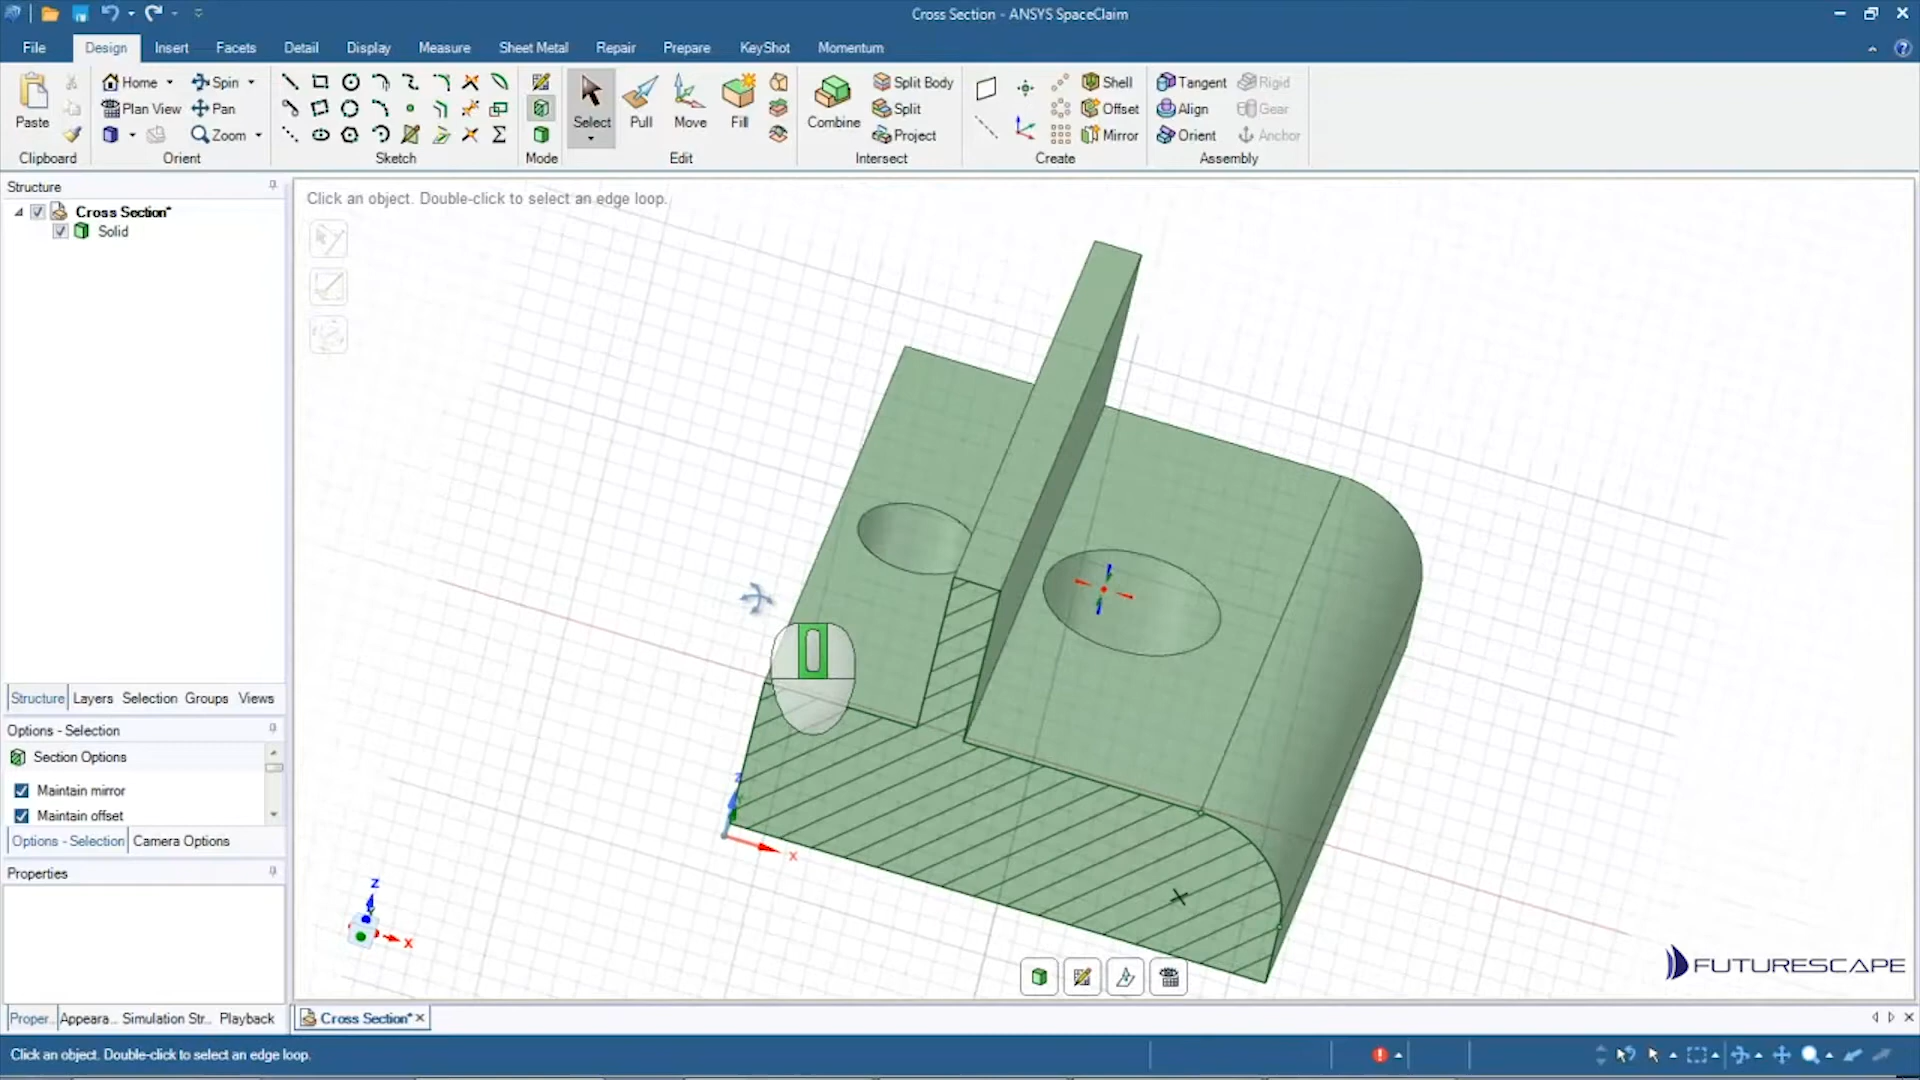 Cross Section - ANSYS SpaceClaim
File Design Insert Facets Detail Display Measure Sheet Metal Repair Prepare KeyShot Momentum
Paste
Clipboard
Home Spin
Plan View Pan
Zoom
Orient
Sketch
Mode
Select Pull Move Fill
Edit
Combine
Split Body
Split
Project
Intersect
Shell
Offset
Mirror
Create
Tangent Rigid
Align Gear
Orient Anchor
Assembly
Structure
Cross Section*
Solid
Click an object. Double-click to select an edge loop.
Structure Layers Selection Groups Views
Options - Selection
Section Options
Maintain mirror
Maintain offset
Options - Selection Camera Options
Properties
Z
X
Z
X
FUTURESCAPE
Proper... Appeara... Simulation Str... Playback
Cross Section*
Click an object. Double-click to select an edge loop.